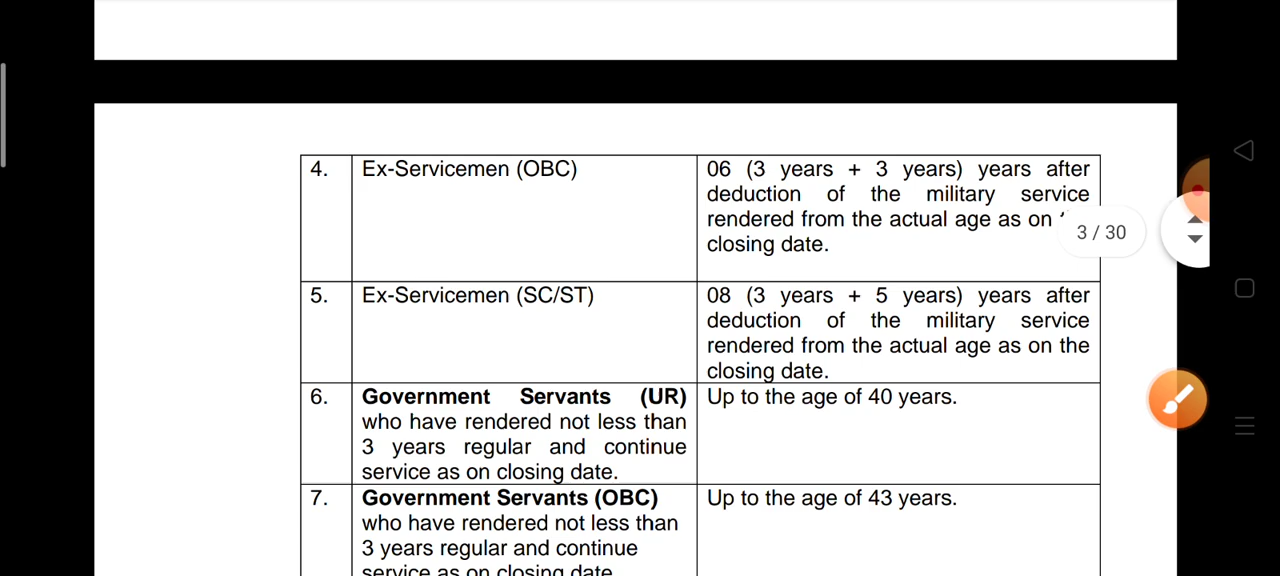 4. Ex-Servicemen (OBC) 06 (3 years + 3 years) years after
deduction of the military service
rendered from the actual age as on
closing date.
3 / 30
5. Ex-Servicemen (SC/ST) 08 (3 years + 5 years) years after
deduction of the military service
rendered from the actual age as on the
closing date.
6. Government Servants (UR) Up to the age of 40 years.
who have rendered not less than
3 years regular and continue
service as on closing date.
7. Government Servants (OBC) Up to the age of 43 years.
who have rendered not less than
3 years regular and continue
service as on closing date